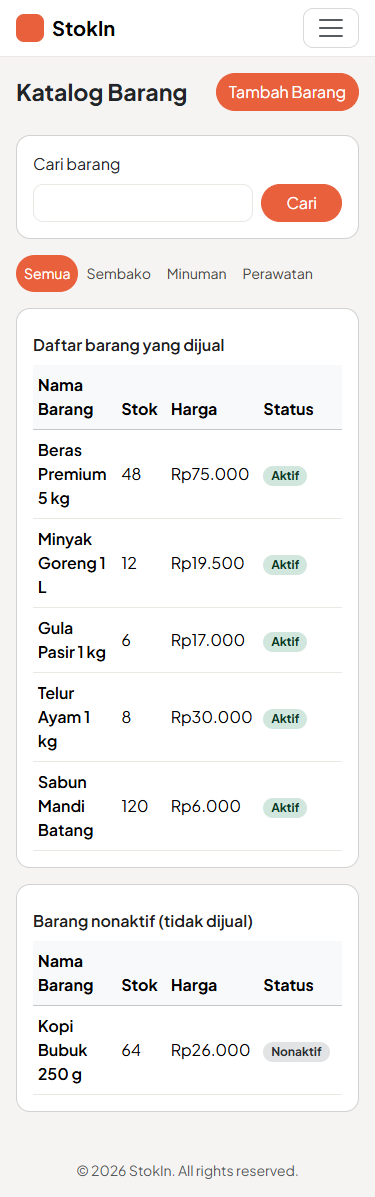 StokIn
Katalog Barang
Tambah Barang
Cari barang
Cari
Semua Sembako Minuman Perawatan
Daftar barang yang dijual
Nama Barang Stok Harga Status
Beras Premium 5 kg 48 Rp75.000 Aktif
Minyak Goreng 1 L 12 Rp19.500 Aktif
Gula Pasir 1 kg 6 Rp17.000 Aktif
Telur Ayam 1 kg 8 Rp30.000 Aktif
Sabun Mandi Batang 120 Rp6.000 Aktif
Barang nonaktif (tidak dijual)
Nama Barang Stok Harga Status
Kopi Bubuk 250 g 64 Rp26.000 Nonaktif
© 2026 StokIn. All rights reserved.